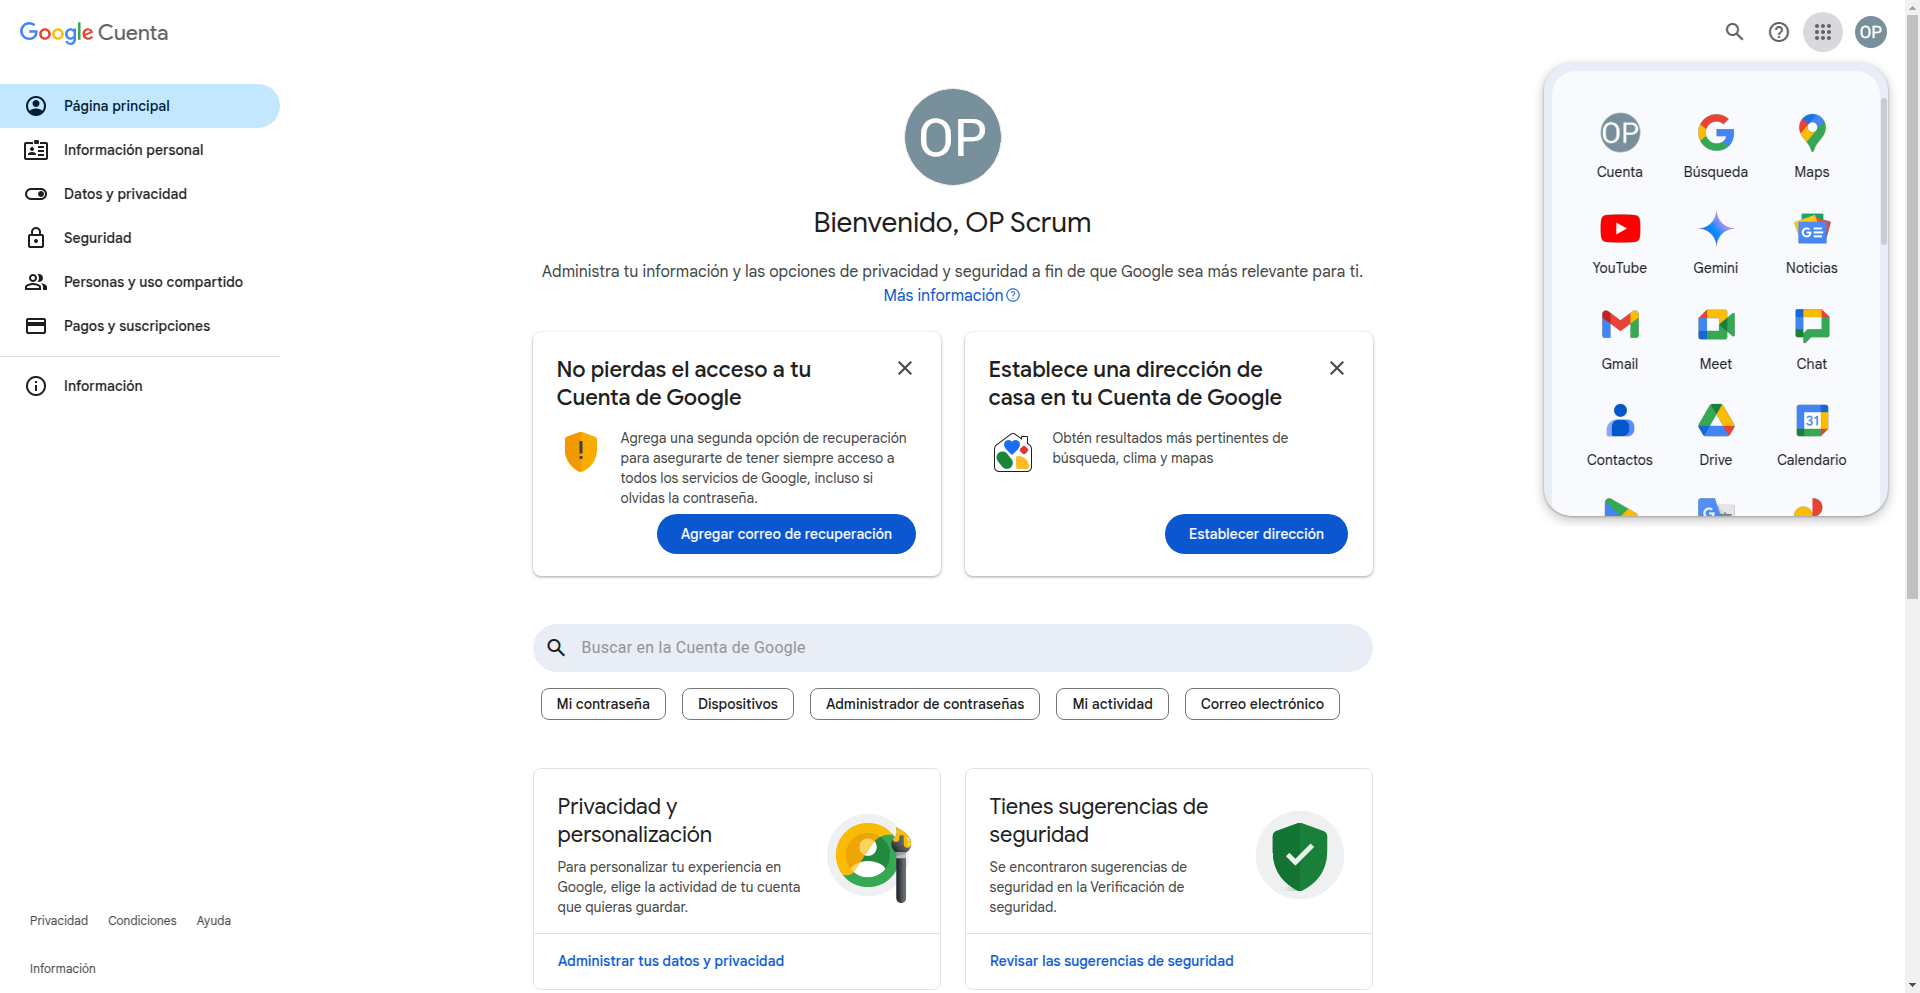 Google Cuenta
OP
Página principal
Información personal
Datos y privacidad
Seguridad
Personas y uso compartido
Pagos y suscripciones
Información
Privacidad Condiciones Ayuda
Información
OP
Bienvenido, OP Scrum
Administra tu información y las opciones de privacidad y seguridad a fin de que Google sea más relevante para ti.
Más información
No pierdas el acceso a tu
Cuenta de Google
Agrega una segunda opción de recuperación
para asegurarte de tener siempre acceso a
todos los servicios de Google, incluso si
olvidas la contraseña.
Agregar correo de recuperación
Establece una dirección de
casa en tu Cuenta de Google
Obtén resultados más pertinentes de
búsqueda, clima y mapas
Establecer dirección
Buscar en la Cuenta de Google
Mi contraseña
Dispositivos
Administrador de contraseñas
Mi actividad
Correo electrónico
Privacidad y
personalización
Para personalizar tu experiencia en
Google, elige la actividad de tu cuenta
que quieras guardar.
Administrar tus datos y privacidad
Tienes sugerencias de
seguridad
Se encontraron sugerencias de
seguridad en la Verificación de
seguridad.
Revisar las sugerencias de seguridad
OP
Cuenta
Búsqueda
Maps
YouTube
Gemini
GE
Noticias
Gmail
Meet
Chat
Contactos
Drive
31
Calendario
G